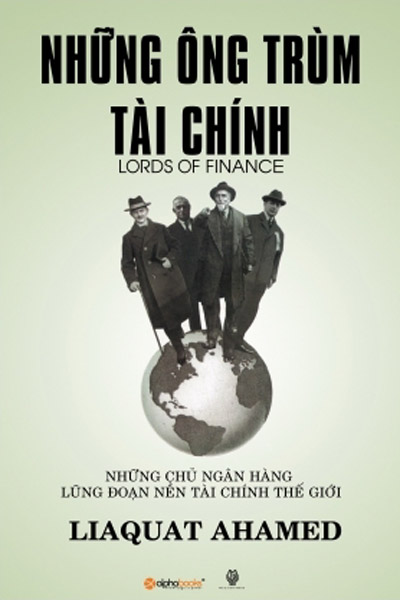 NHỮNG ÔNG TRÙM
TÀI CHÍNH
LORDS OF FINANCE
NHỮNG CHỦ NGÂN HÀNG
LŨNG ĐOẠN NỀN TÀI CHÍNH THẾ GIỚI
LIAQUAT AHAMED
alphabooks